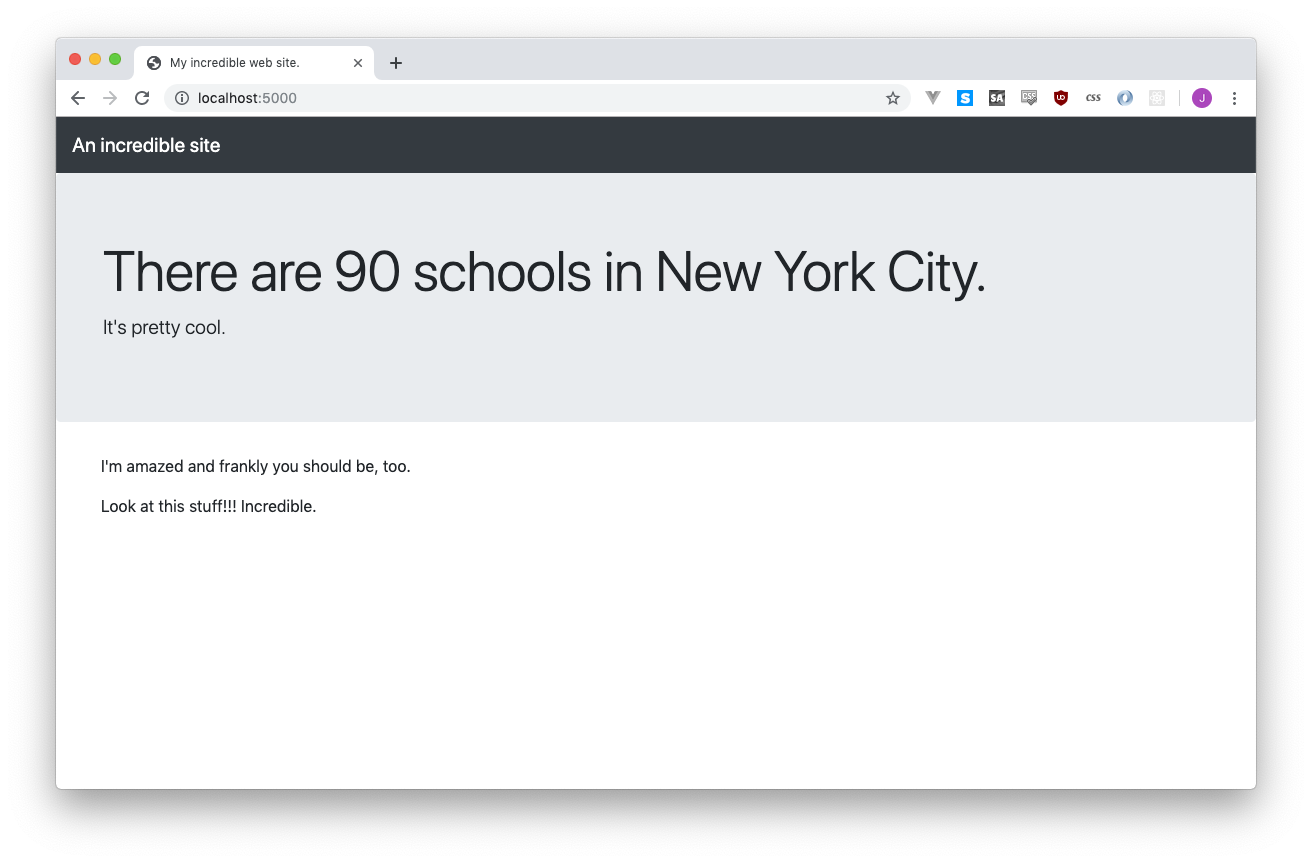 My incredible web site.
localhost:5000
S
SA
CSS
UD
CSS
J
An incredible site
There are 90 schools in New York City.
It's pretty cool.
I'm amazed and frankly you should be, too.
Look at this stuff!!! Incredible.